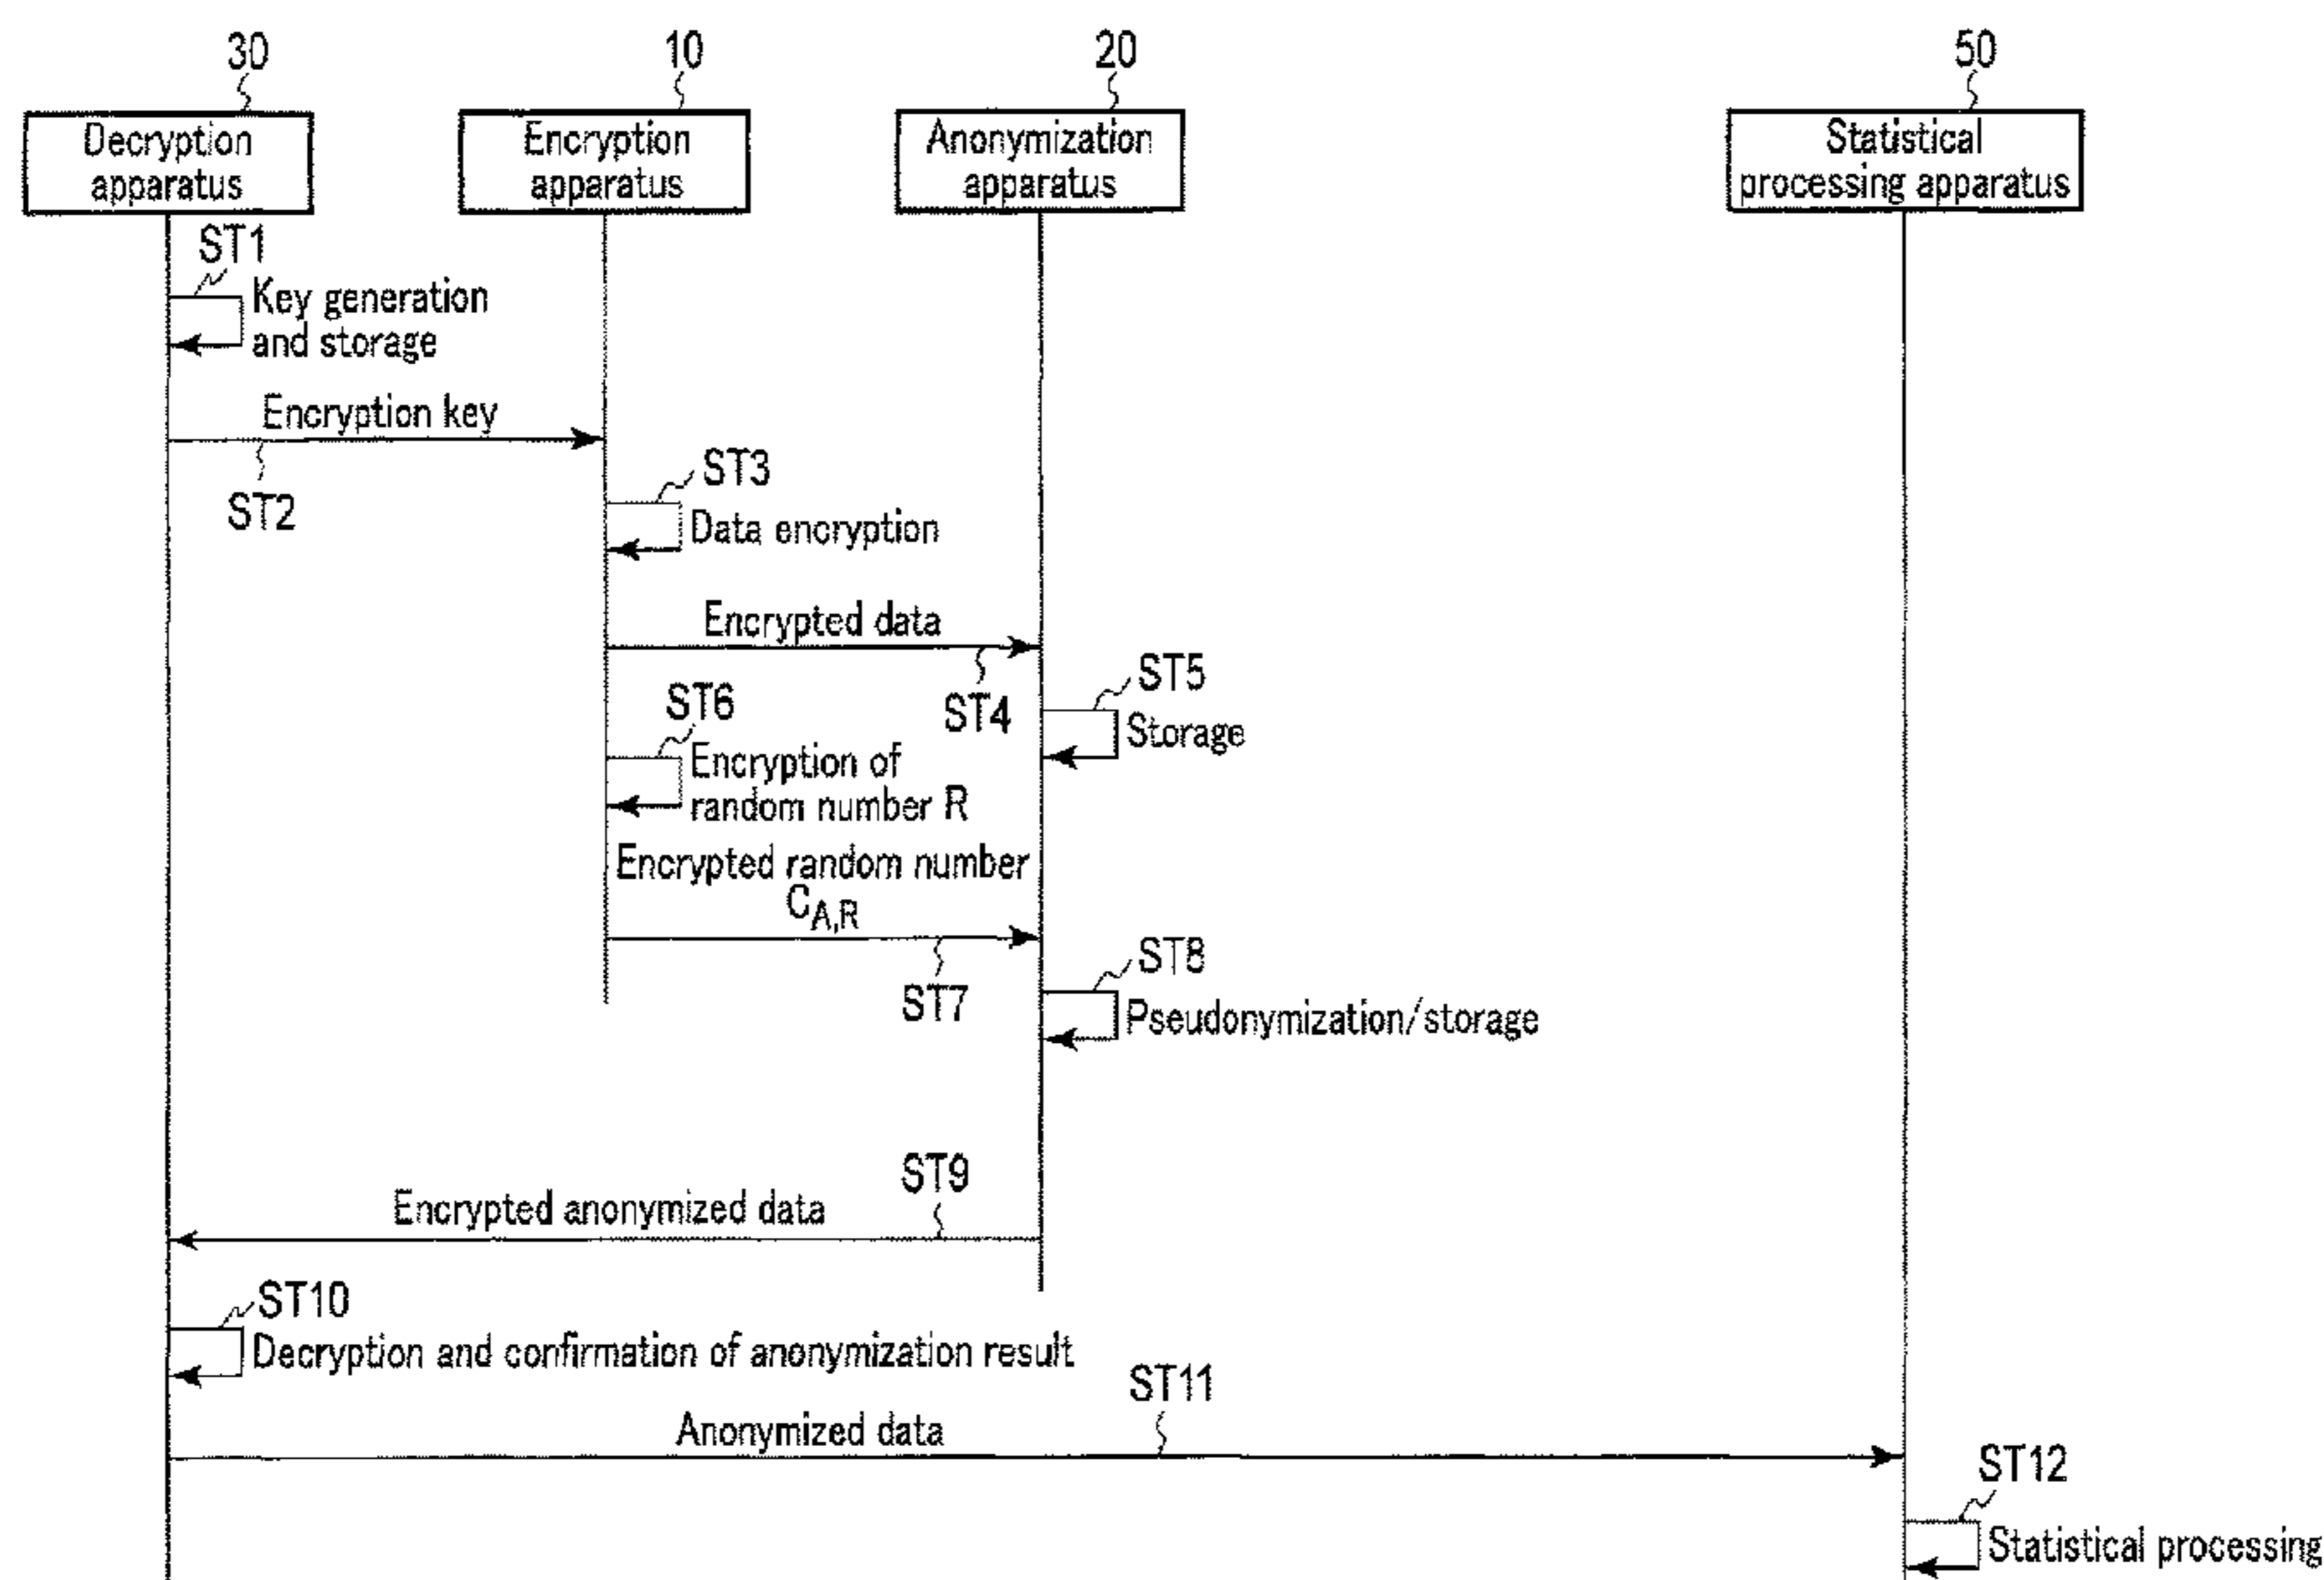 30
10
20
50
Decryption
apparatus
Encryption
apparatus
Anonymization
apparatus
Statistical
processing apparatus
ST1
Key generation
and storage
Encryption key
ST2
ST3
Data encryption
Encrypted data
ST4
ST5
Storage
ST6
Encryption of
random number R
Encrypted random number
C_A,R
ST7
ST8
Pseudonymization/storage
ST9
Encrypted anonymized data
ST10
Decryption and confirmation of anonymization result
ST11
Anonymized data
ST12
Statistical processing